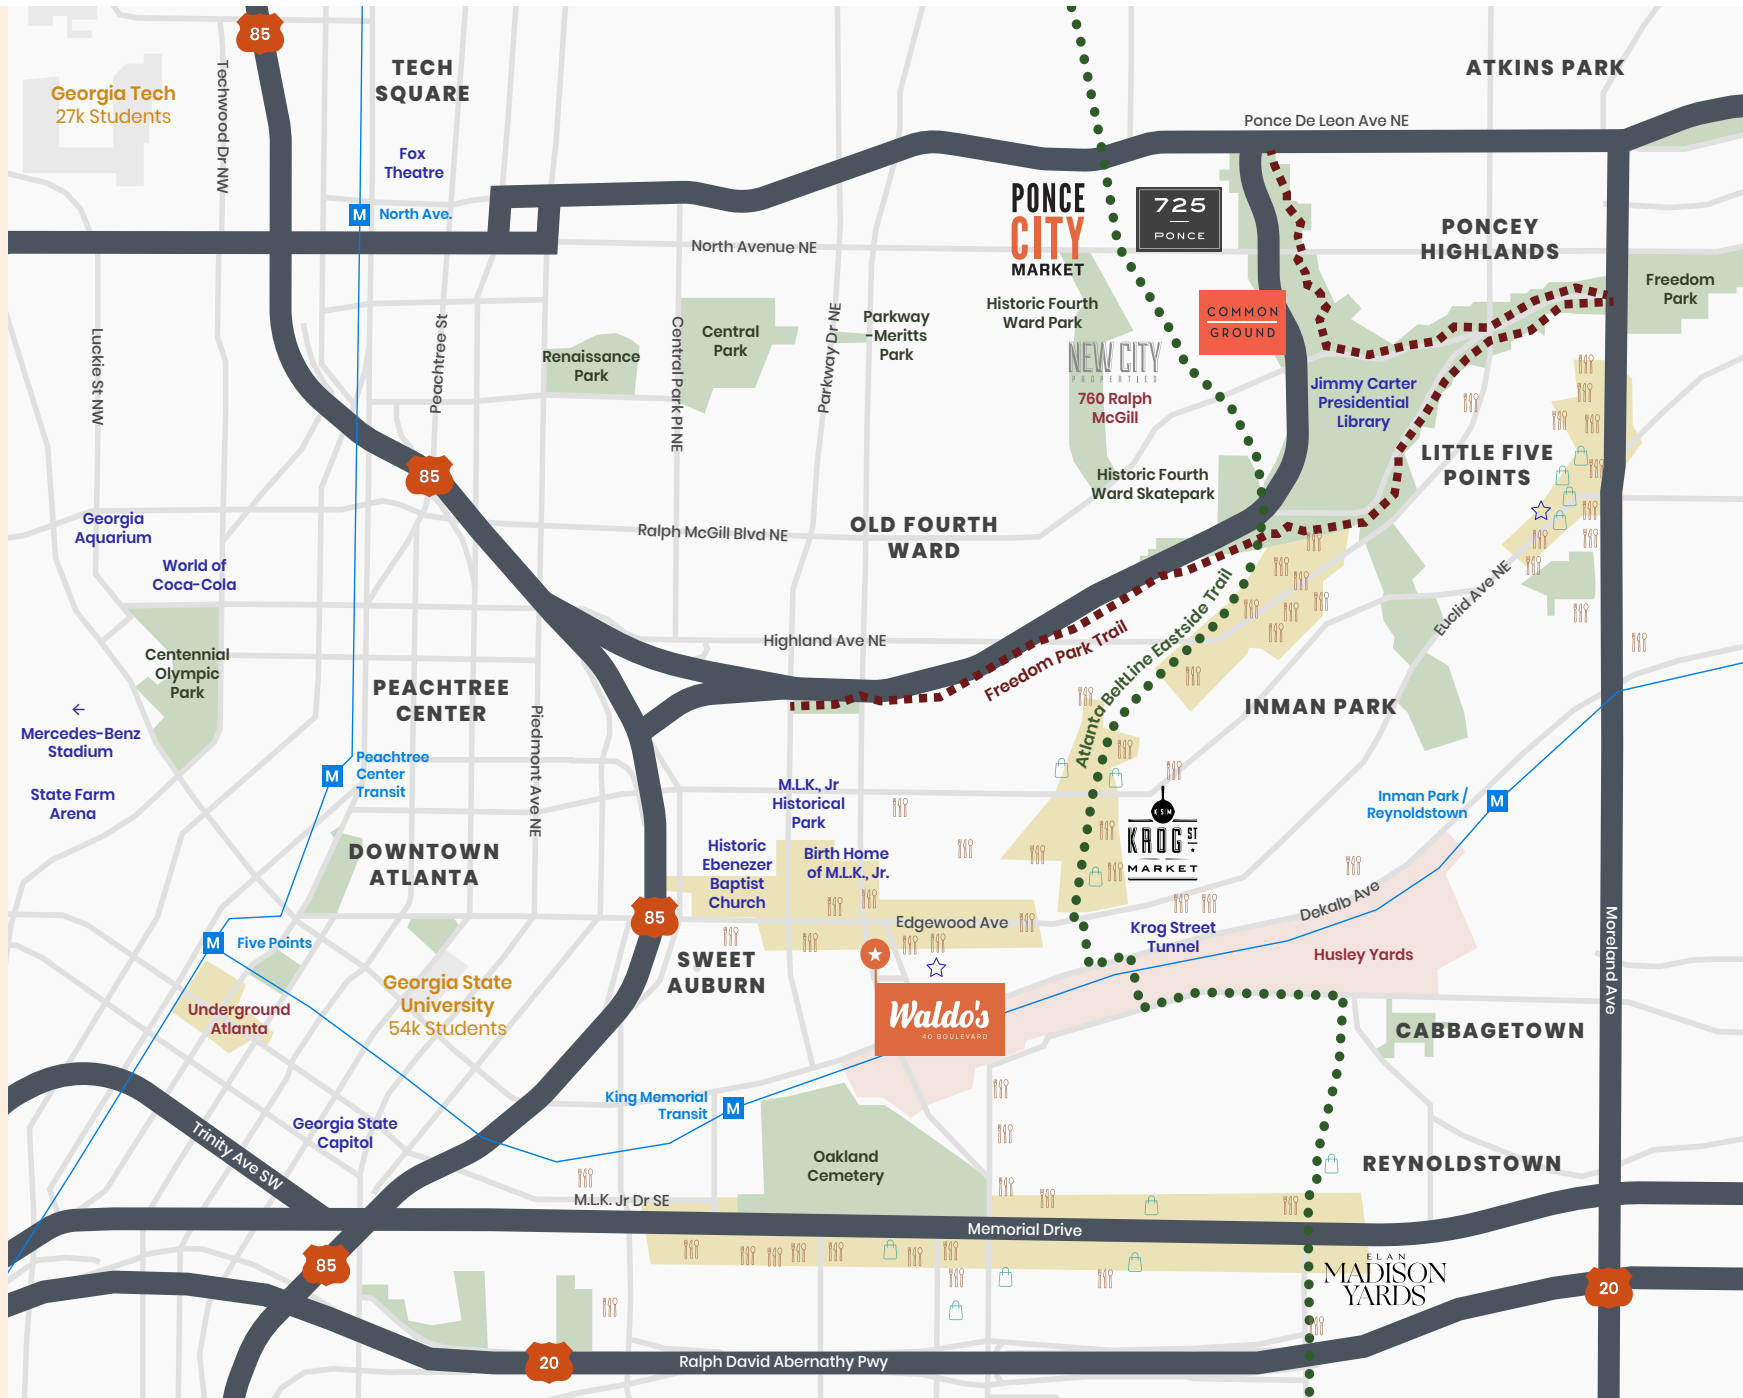 85
TECH
SQUARE
ATKINS PARK
Georgia Tech
27k Students
Techwood Dr NW
Ponce De Leon Ave NE
Fox
Theatre
M North Ave.
PONCE
CITY
MARKET
725
PONCE
North Avenue NE
PONCEY
HIGHLANDS
Freedom
Park
Historic Fourth
Ward Park
COMMON
GROUND
Luckie St NW
Peachtree St
Renaissance
Park
Central Park Pl NE
Central
Park
Parkway Dr NE
Parkway
-Meritts
Park
NEW CITY
PROPERTIES
760 Ralph
McGill
Jimmy Carter
Presidential
Library
LITTLE FIVE
POINTS
85
Historic Fourth
Ward Skatepark
Georgia
Aquarium
Ralph McGill Blvd NE
OLD FOURTH
WARD
World of
Coca-Cola
Euclid Ave NE
Highland Ave NE
Freedom Park Trail
Atlanta BeltLine Eastside Trail
Centennial
Olympic
Park
PEACHTREE
CENTER
INMAN PARK
Mercedes-Benz
Stadium
Piedmont Ave NE
M Peachtree
Center
Transit
State Farm
Arena
M.L.K., Jr
Historical
Park
Inman Park /
Reynoldstown M
KSM
KROG ST
MARKET
DOWNTOWN
ATLANTA
Historic
Ebenezer
Baptist
Church
Birth Home
of M.L.K., Jr.
Dekalb Ave
85
Edgewood Ave
Krog Street
Tunnel
M Five Points
Husley Yards
Moreland Ave
SWEET
AUBURN
Georgia State
University
54k Students
Underground
Atlanta
Waldo's
40 BOULEVARD
CABBAGETOWN
King Memorial
Transit M
Georgia State
Capitol
Trinity Ave SW
Oakland
Cemetery
REYNOLDSTOWN
M.L.K. Jr Dr SE
Memorial Drive
85
ELAN
MADISON
YARDS
20
20
Ralph David Abernathy Pwy